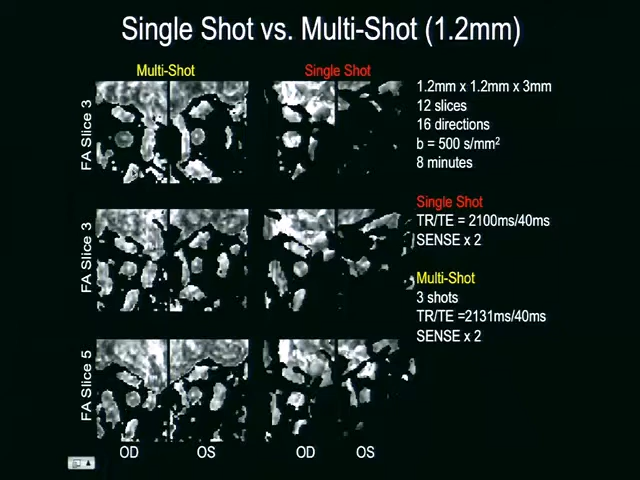 Single Shot vs. Multi-Shot (1.2mm)
Multi-Shot
Single Shot
FA Slice 3
FA Slice 3
FA Slice 5
OD
OS
OD
OS
1.2mm x 1.2mm x 3mm
12 slices
16 directions
b = 500 s/mm²
8 minutes
Single Shot
TR/TE = 2100ms/40ms
SENSE x 2
Multi-Shot
3 shots
TR/TE =2131ms/40ms
SENSE x 2